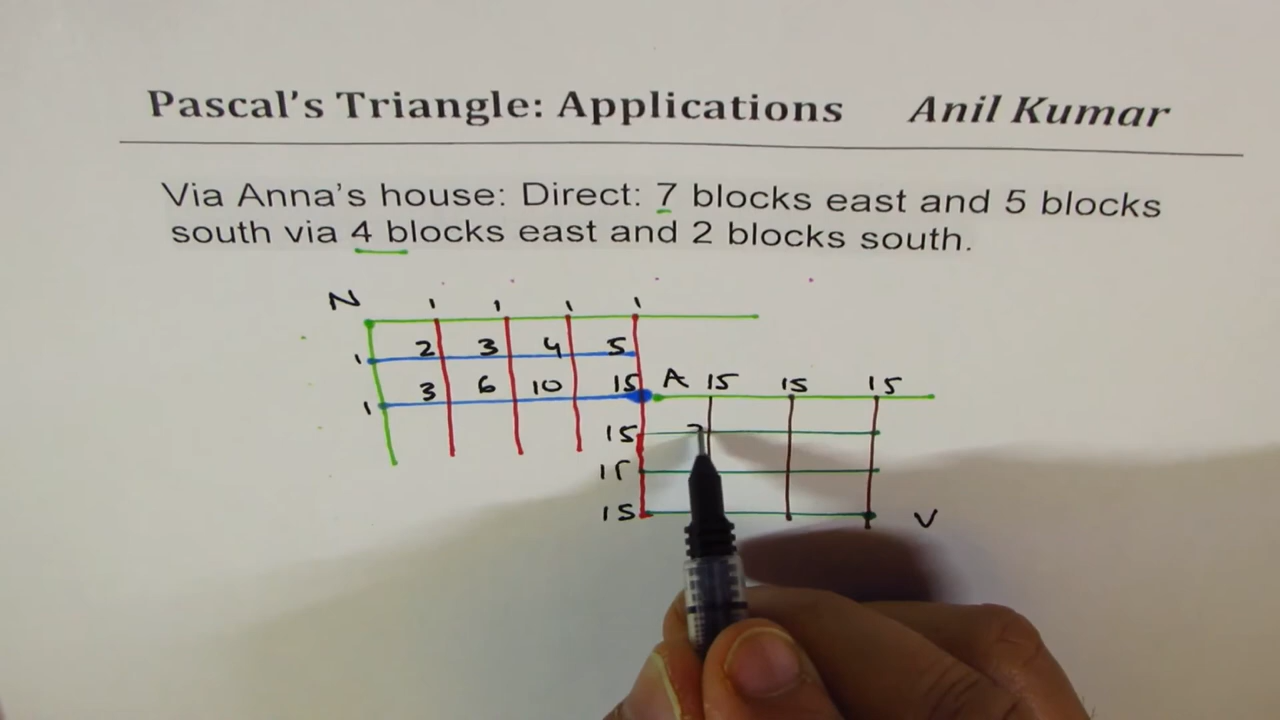 Pascal's Triangle: Applications Anil Kumar
Via Anna's house: Direct: 7 blocks east and 5 blocks
south via 4 blocks east and 2 blocks south.
N 1 1 1 1
1 2 3 4 5
1 3 6 10 15 A 15 15 15
15
15
15 V